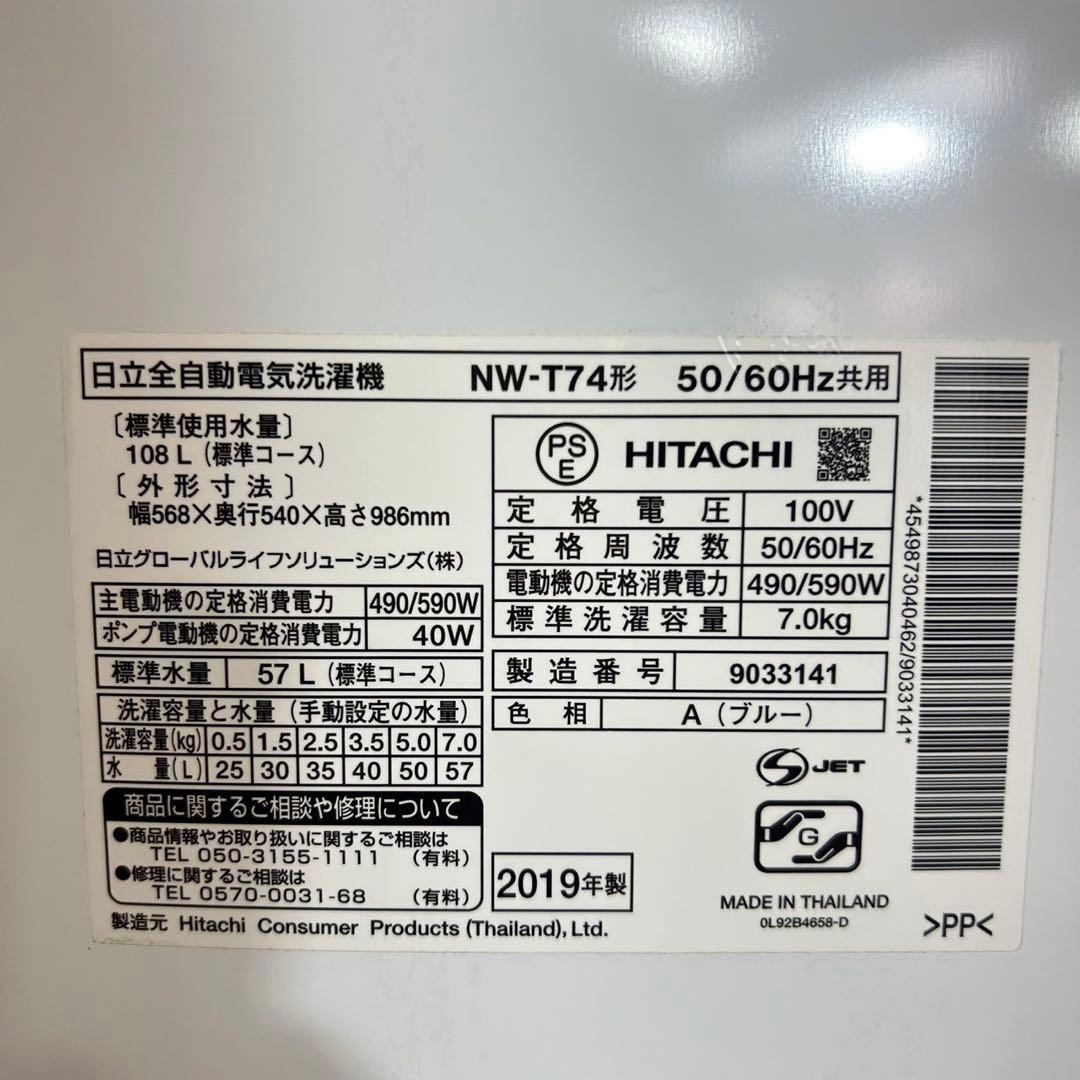 日立全自動電気洗濯機 NW-T74形 50/60Hz共用
〔標準使用水量〕
108 L(標準コース)
〔外形寸法〕
幅568×奥行540×高さ986mm
日立グローバルライフソリューションズ(株)
主電動機の定格消費電力 490/590W
ポンプ電動機の定格消費電力 40W
標準水量 57 L(標準コース)
洗濯容量と水量(手動設定の水量)
洗濯容量(kg) 0.5 1.5 2.5 3.5 5.0 7.0
水 量(L) 25 30 35 40 50 57
商品に関するご相談や修理について
●商品情報やお取り扱いに関するご相談は
TEL 050-3155-1111 (有料)
●修理に関するご相談は
TEL 0570-0031-68 (有料)
製造元 Hitachi Consumer Products (Thailand), Ltd.
PS
E
HITACHI
定格電圧 100V
定格周波数 50/60Hz
電動機の定格消費電力 490/590W
標準洗濯容量 7.0kg
製造番号 9033141
色相 A(ブルー)
S JET
G
2019年製
MADE IN THAILAND
0L92B4658-D
*4549873040462/9033141*
>PP<